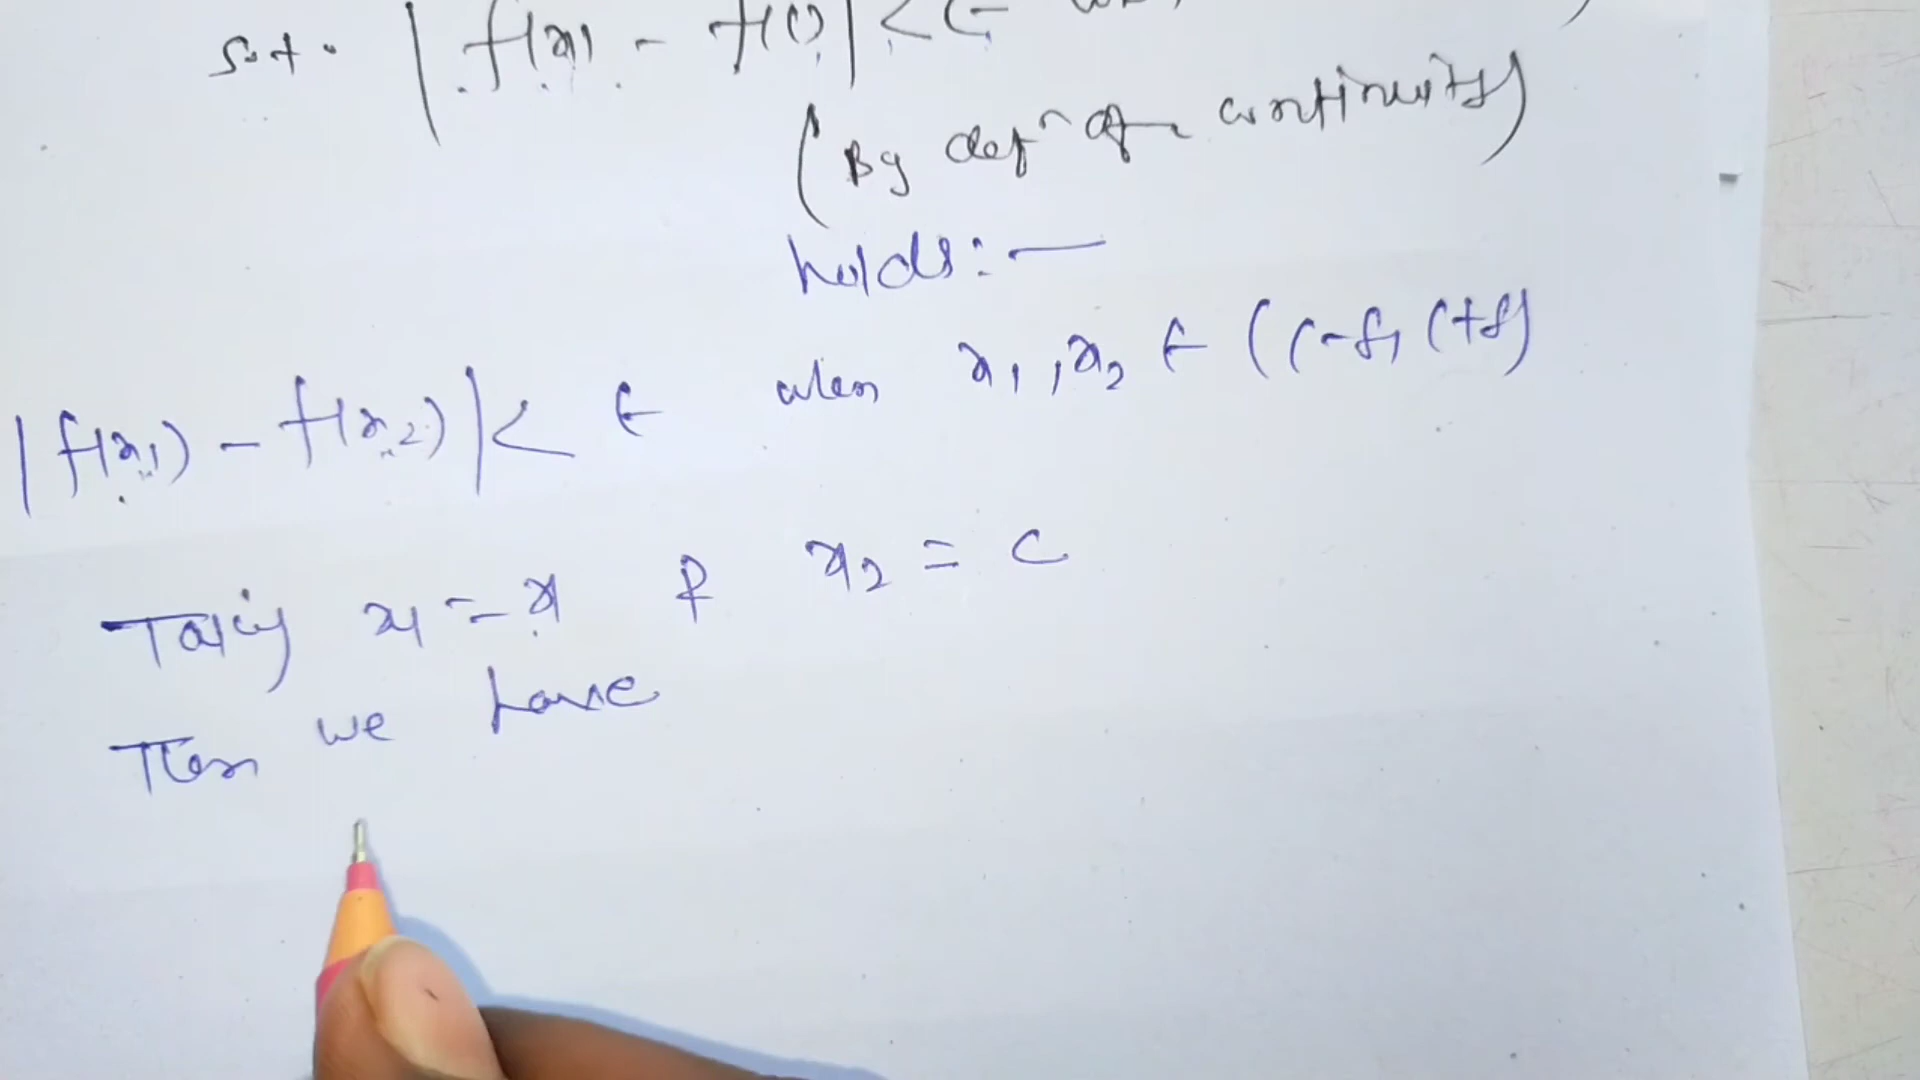 s.t. | f(x) - f(c) | < ∈
(By defn of continuity)
holds:—
| f(x1) - f(x2) | < ∈ when x1, x2 ∈ (c-δ, c+δ)
Taking x1 = x & x2 = c
Then we have